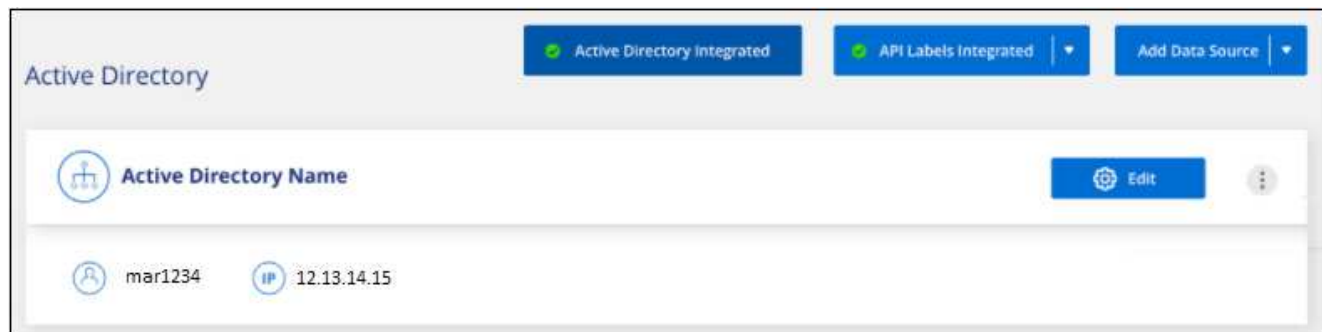 Active Directory Integrated
API Labels Integrated
Add Data Source
Active Directory
Active Directory Name
Edit
mar1234
IP
12.13.14.15